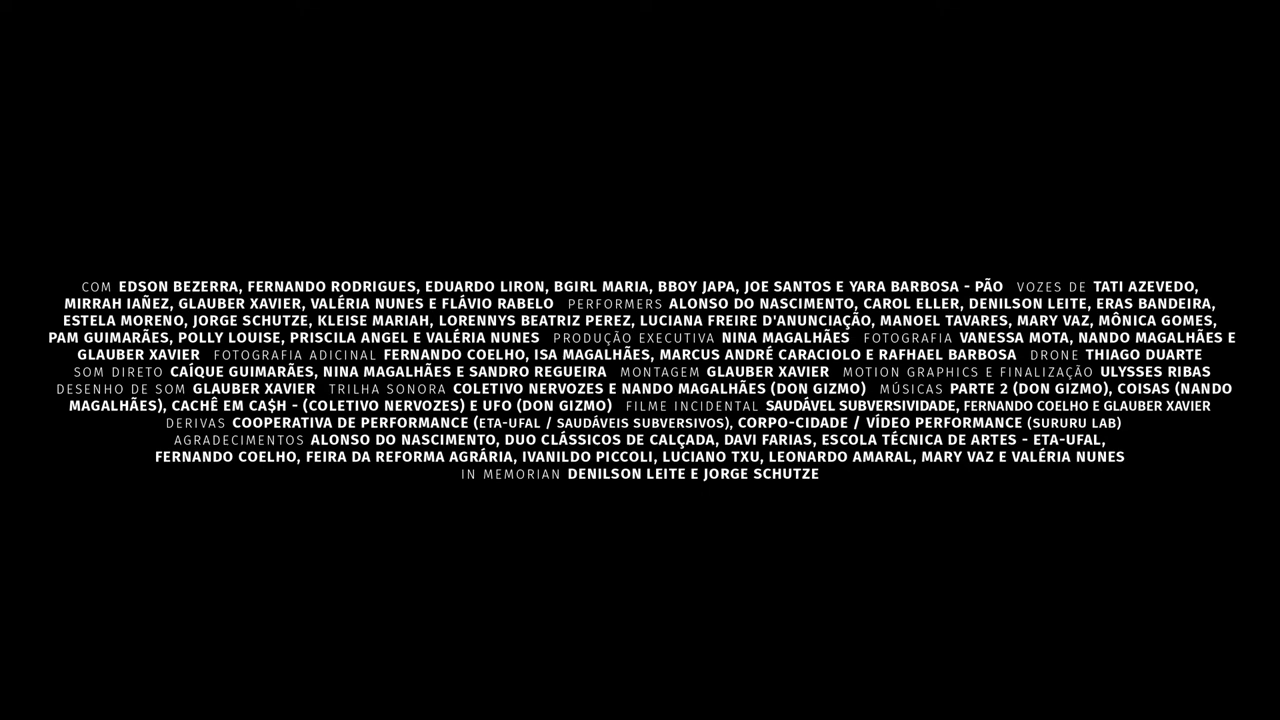 COM EDSON BEZERRA, FERNANDO RODRIGUES, EDUARDO LIRON, BGIRL MARIA, BBOY JAPA, JOE SANTOS E YARA BARBOSA - PÃO VOZES DE TATI AZEVEDO,
MIRRAH IAÑEZ, GLAUBER XAVIER, VALÉRIA NUNES E FLÁVIO RABELO PERFORMERS ALONSO DO NASCIMENTO, CAROL ELLER, DENILSON LEITE, ERAS BANDEIRA,
ESTELA MORENO, JORGE SCHUTZE, KLEISE MARIAH, LORENNYS BEATRIZ PEREZ, LUCIANA FREIRE D'ANUNCIAÇÃO, MANOEL TAVARES, MARY VAZ, MÔNICA GOMES,
PAM GUIMARÃES, POLLY LOUISE, PRISCILA ANGEL E VALÉRIA NUNES PRODUÇÃO EXECUTIVA NINA MAGALHÃES FOTOGRAFIA VANESSA MOTA, NANDO MAGALHÃES E
GLAUBER XAVIER FOTOGRAFIA ADICINAL FERNANDO COELHO, ISA MAGALHÃES, MARCUS ANDRÉ CARACIOLO E RAFHAEL BARBOSA DRONE THIAGO DUARTE
SOM DIRETO CAÍQUE GUIMARÃES, NINA MAGALHÃES E SANDRO REGUEIRA MONTAGEM GLAUBER XAVIER MOTION GRAPHICS E FINALIZAÇÃO ULYSSES RIBAS
DESENHO DE SOM GLAUBER XAVIER TRILHA SONORA COLETIVO NERVOZES E NANDO MAGALHÃES (DON GIZMO) MÚSICAS PARTE 2 (DON GIZMO), COISAS (NANDO
MAGALHÃES), CACHÊ EM CA$H - (COLETIVO NERVOZES) E UFO (DON GIZMO) FILME INCIDENTAL SAUDÁVEL SUBVERSIVIDADE, FERNANDO COELHO E GLAUBER XAVIER
DERIVAS COOPERATIVA DE PERFORMANCE (ETA-UFAL / SAUDÁVEIS SUBVERSIVOS), CORPO-CIDADE / VÍDEO PERFORMANCE (SURURU LAB)
AGRADECIMENTOS ALONSO DO NASCIMENTO, DUO CLÁSSICOS DE CALÇADA, DAVI FARIAS, ESCOLA TÉCNICA DE ARTES - ETA-UFAL,
FERNANDO COELHO, FEIRA DA REFORMA AGRÁRIA, IVANILDO PICCOLI, LUCIANO TXU, LEONARDO AMARAL, MARY VAZ E VALÉRIA NUNES
IN MEMORIAN DENILSON LEITE E JORGE SCHUTZE